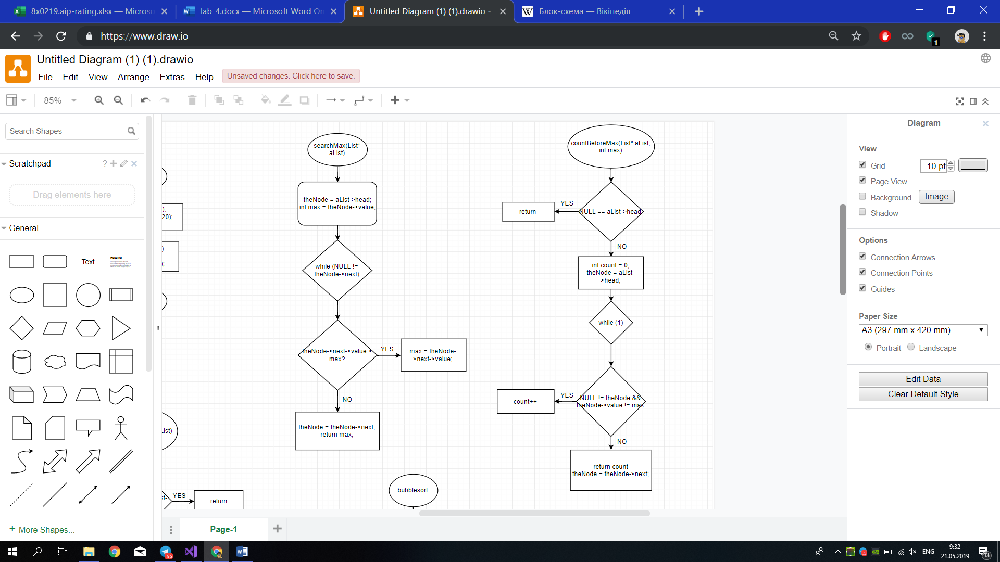 8x0219.aip-rating.xlsx — Microso
lab_4.docx — Microsoft Word On
Untitled Diagram (1) (1).drawio -
Блок-схема — Вікіпедія
https://www.draw.io
1
Untitled Diagram (1) (1).drawio
File Edit View Arrange Extras Help
Unsaved changes. Click here to save.
85%
Search Shapes
Scratchpad
?
Drag elements here
General
Text
Heading
More Shapes...
);
20);
)
);
List)
st-
YES
return
searchMax(List*
aList)
theNode = aList->head;
int max = theNode->value;
while (NULL !=
theNode->next)
theNode->next->value >
max?
YES
max = theNode-
>next->value;
NO
theNode = theNode->next;
return max;
bubblesort
countBeforeMax(List* aList,
int max)
NULL == aList->head
YES
return
NO
int count = 0;
theNode = aList-
>head;
while (1)
NULL != theNode &&
theNode->value != max
YES
count++
NO
return count
theNode = theNode->next;
Page-1
Diagram
View
Grid
10 pt
Page View
Background
Image
Shadow
Options
Connection Arrows
Connection Points
Guides
Paper Size
A3 (297 mm x 420 mm)
Portrait
Landscape
Edit Data
Clear Default Style
ENG
9:32
21.05.2019
13